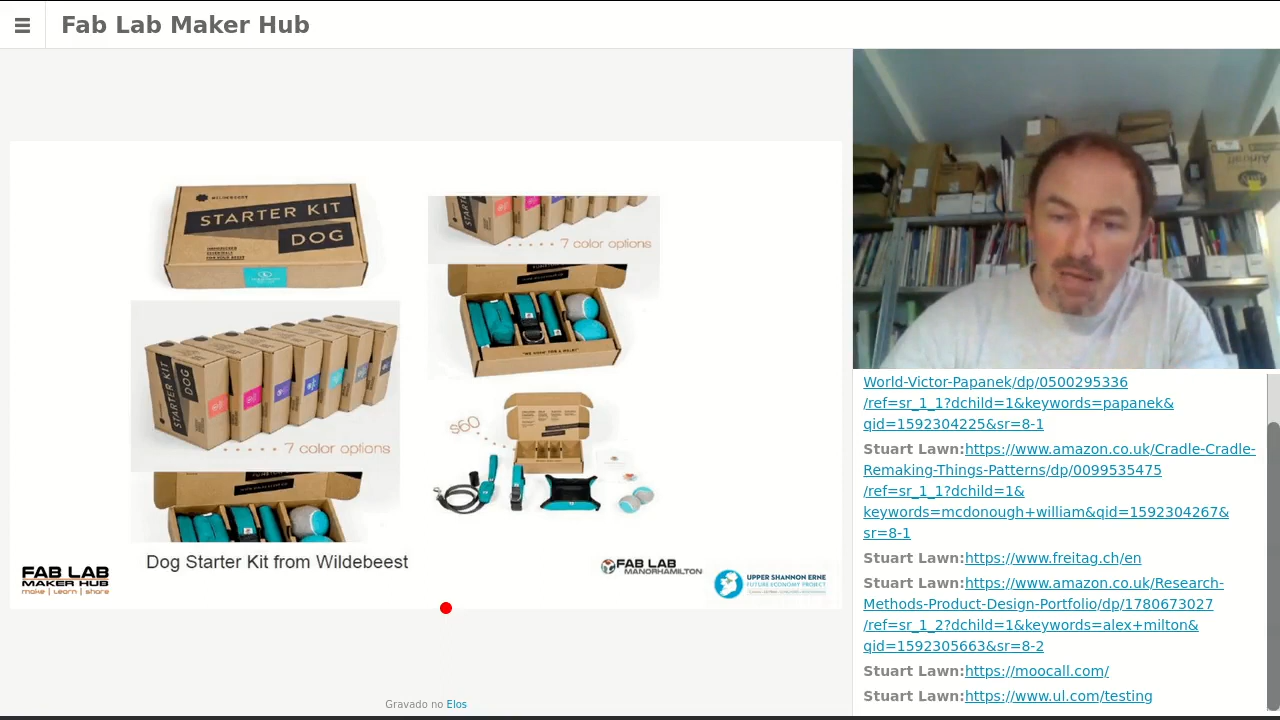 Fab Lab Maker Hub
WILDEBEEST
STARTER KIT
DOG
7 color options
STARTER KIT
DOG
7 color options
$60
Dog Starter Kit from Wildebeest
FAB LAB
MAKER HUB
make | learn | share
FAB LAB
MANORHAMILTON
UPPER SHANNON ERNE
FUTURE ECONOMY PROJECT
Gravado no Elos
World-Victor-Papanek/dp/0500295336
/ref=sr_1_1?dchild=1&keywords=papanek&
qid=1592304225&sr=8-1
Stuart Lawn:https://www.amazon.co.uk/Cradle-Cradle-
Remaking-Things-Patterns/dp/0099535475
/ref=sr_1_1?dchild=1&
keywords=mcdonough+william&qid=1592304267&
sr=8-1
Stuart Lawn:https://www.freitag.ch/en
Stuart Lawn:https://www.amazon.co.uk/Research-
Methods-Product-Design-Portfolio/dp/1780673027
/ref=sr_1_2?dchild=1&keywords=alex+milton&
qid=1592305663&sr=8-2
Stuart Lawn:https://moocall.com/
Stuart Lawn:https://www.ul.com/testing